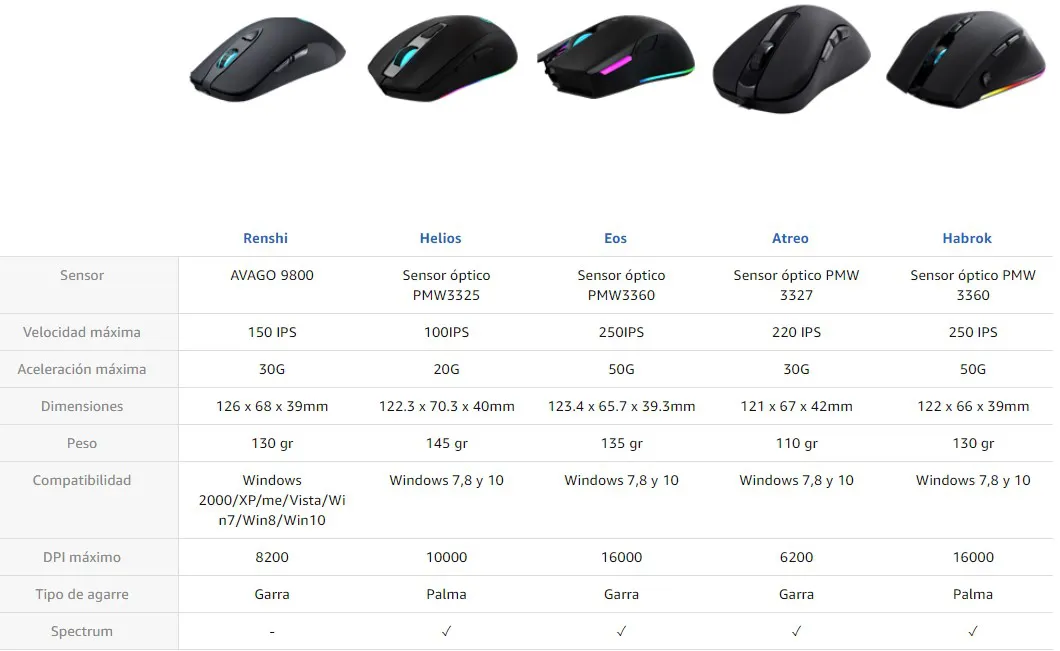 Renshi Helios Eos Atreo Habrok
Sensor AVAGO 9800 Sensor óptico Sensor óptico Sensor óptico PMW Sensor óptico PMW
PMW3325 PMW3360 3327 3360
Velocidad máxima 150 IPS 100IPS 250IPS 220 IPS 250 IPS
Aceleración máxima 30G 20G 50G 30G 50G
Dimensiones 126 x 68 x 39mm 122.3 x 70.3 x 40mm 123.4 x 65.7 x 39.3mm 121 x 67 x 42mm 122 x 66 x 39mm
Peso 130 gr 145 gr 135 gr 110 gr 130 gr
Compatibilidad Windows Windows 7,8 y 10 Windows 7,8 y 10 Windows 7,8 y 10 Windows 7,8 y 10
2000/XP/me/Vista/Wi
n7/Win8/Win10
DPI máximo 8200 10000 16000 6200 16000
Tipo de agarre Garra Palma Garra Garra Palma
Spectrum - ✓ ✓ ✓ ✓